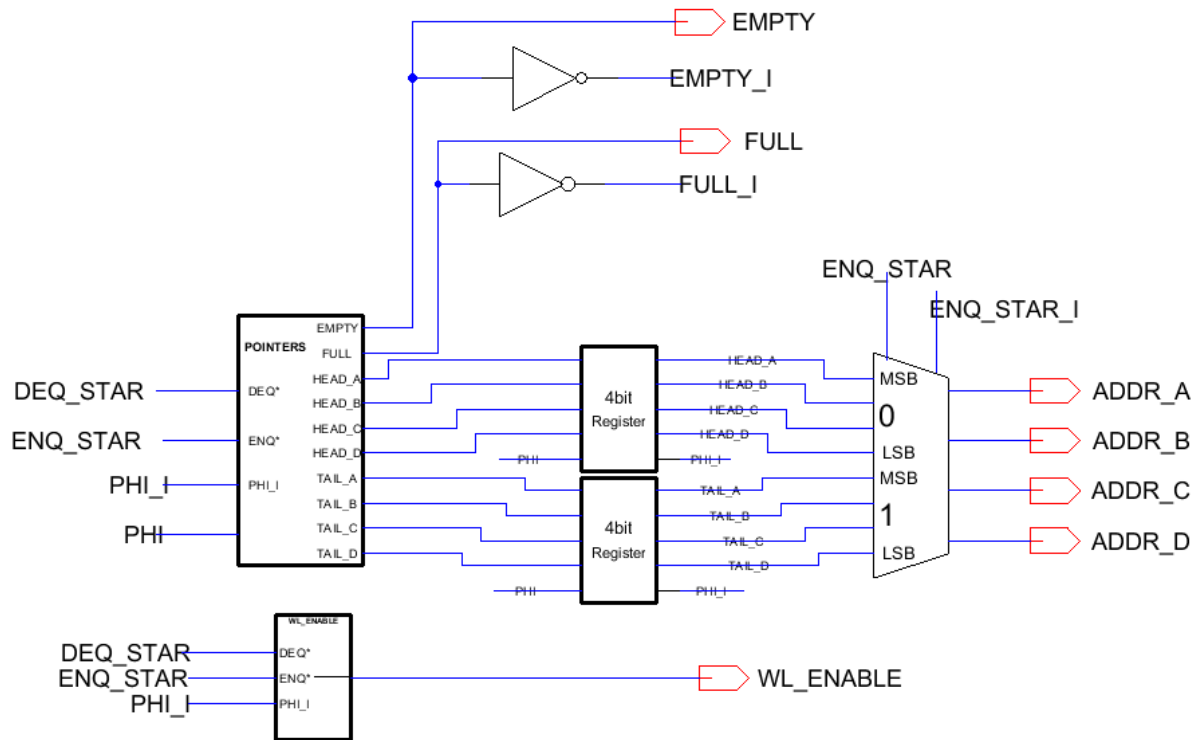 EMPTY
EMPTY_I
FULL
FULL_I
ENQ_STAR
ENQ_STAR_I
POINTERS
EMPTY
FULL
HEAD_A
HEAD_B
HEAD_C
HEAD_D
TAIL_A
TAIL_B
TAIL_C
TAIL_D
DEQ_STAR
DEQ*
ENQ_STAR
ENQ*
PHI_I
PHI_I
PHI
4bit
Register
PHI
PHI_I
HEAD_A
HEAD_B
HEAD_C
HEAD_D
4bit
Register
PHI
PHI_I
TAIL_A
TAIL_B
TAIL_C
TAIL_D
MSB
0
LSB
MSB
1
LSB
ADDR_A
ADDR_B
ADDR_C
ADDR_D
WL_ENABLE
DEQ_STAR
DEQ*
ENQ_STAR
ENQ*
PHI_I
PHI_I
WL_ENABLE